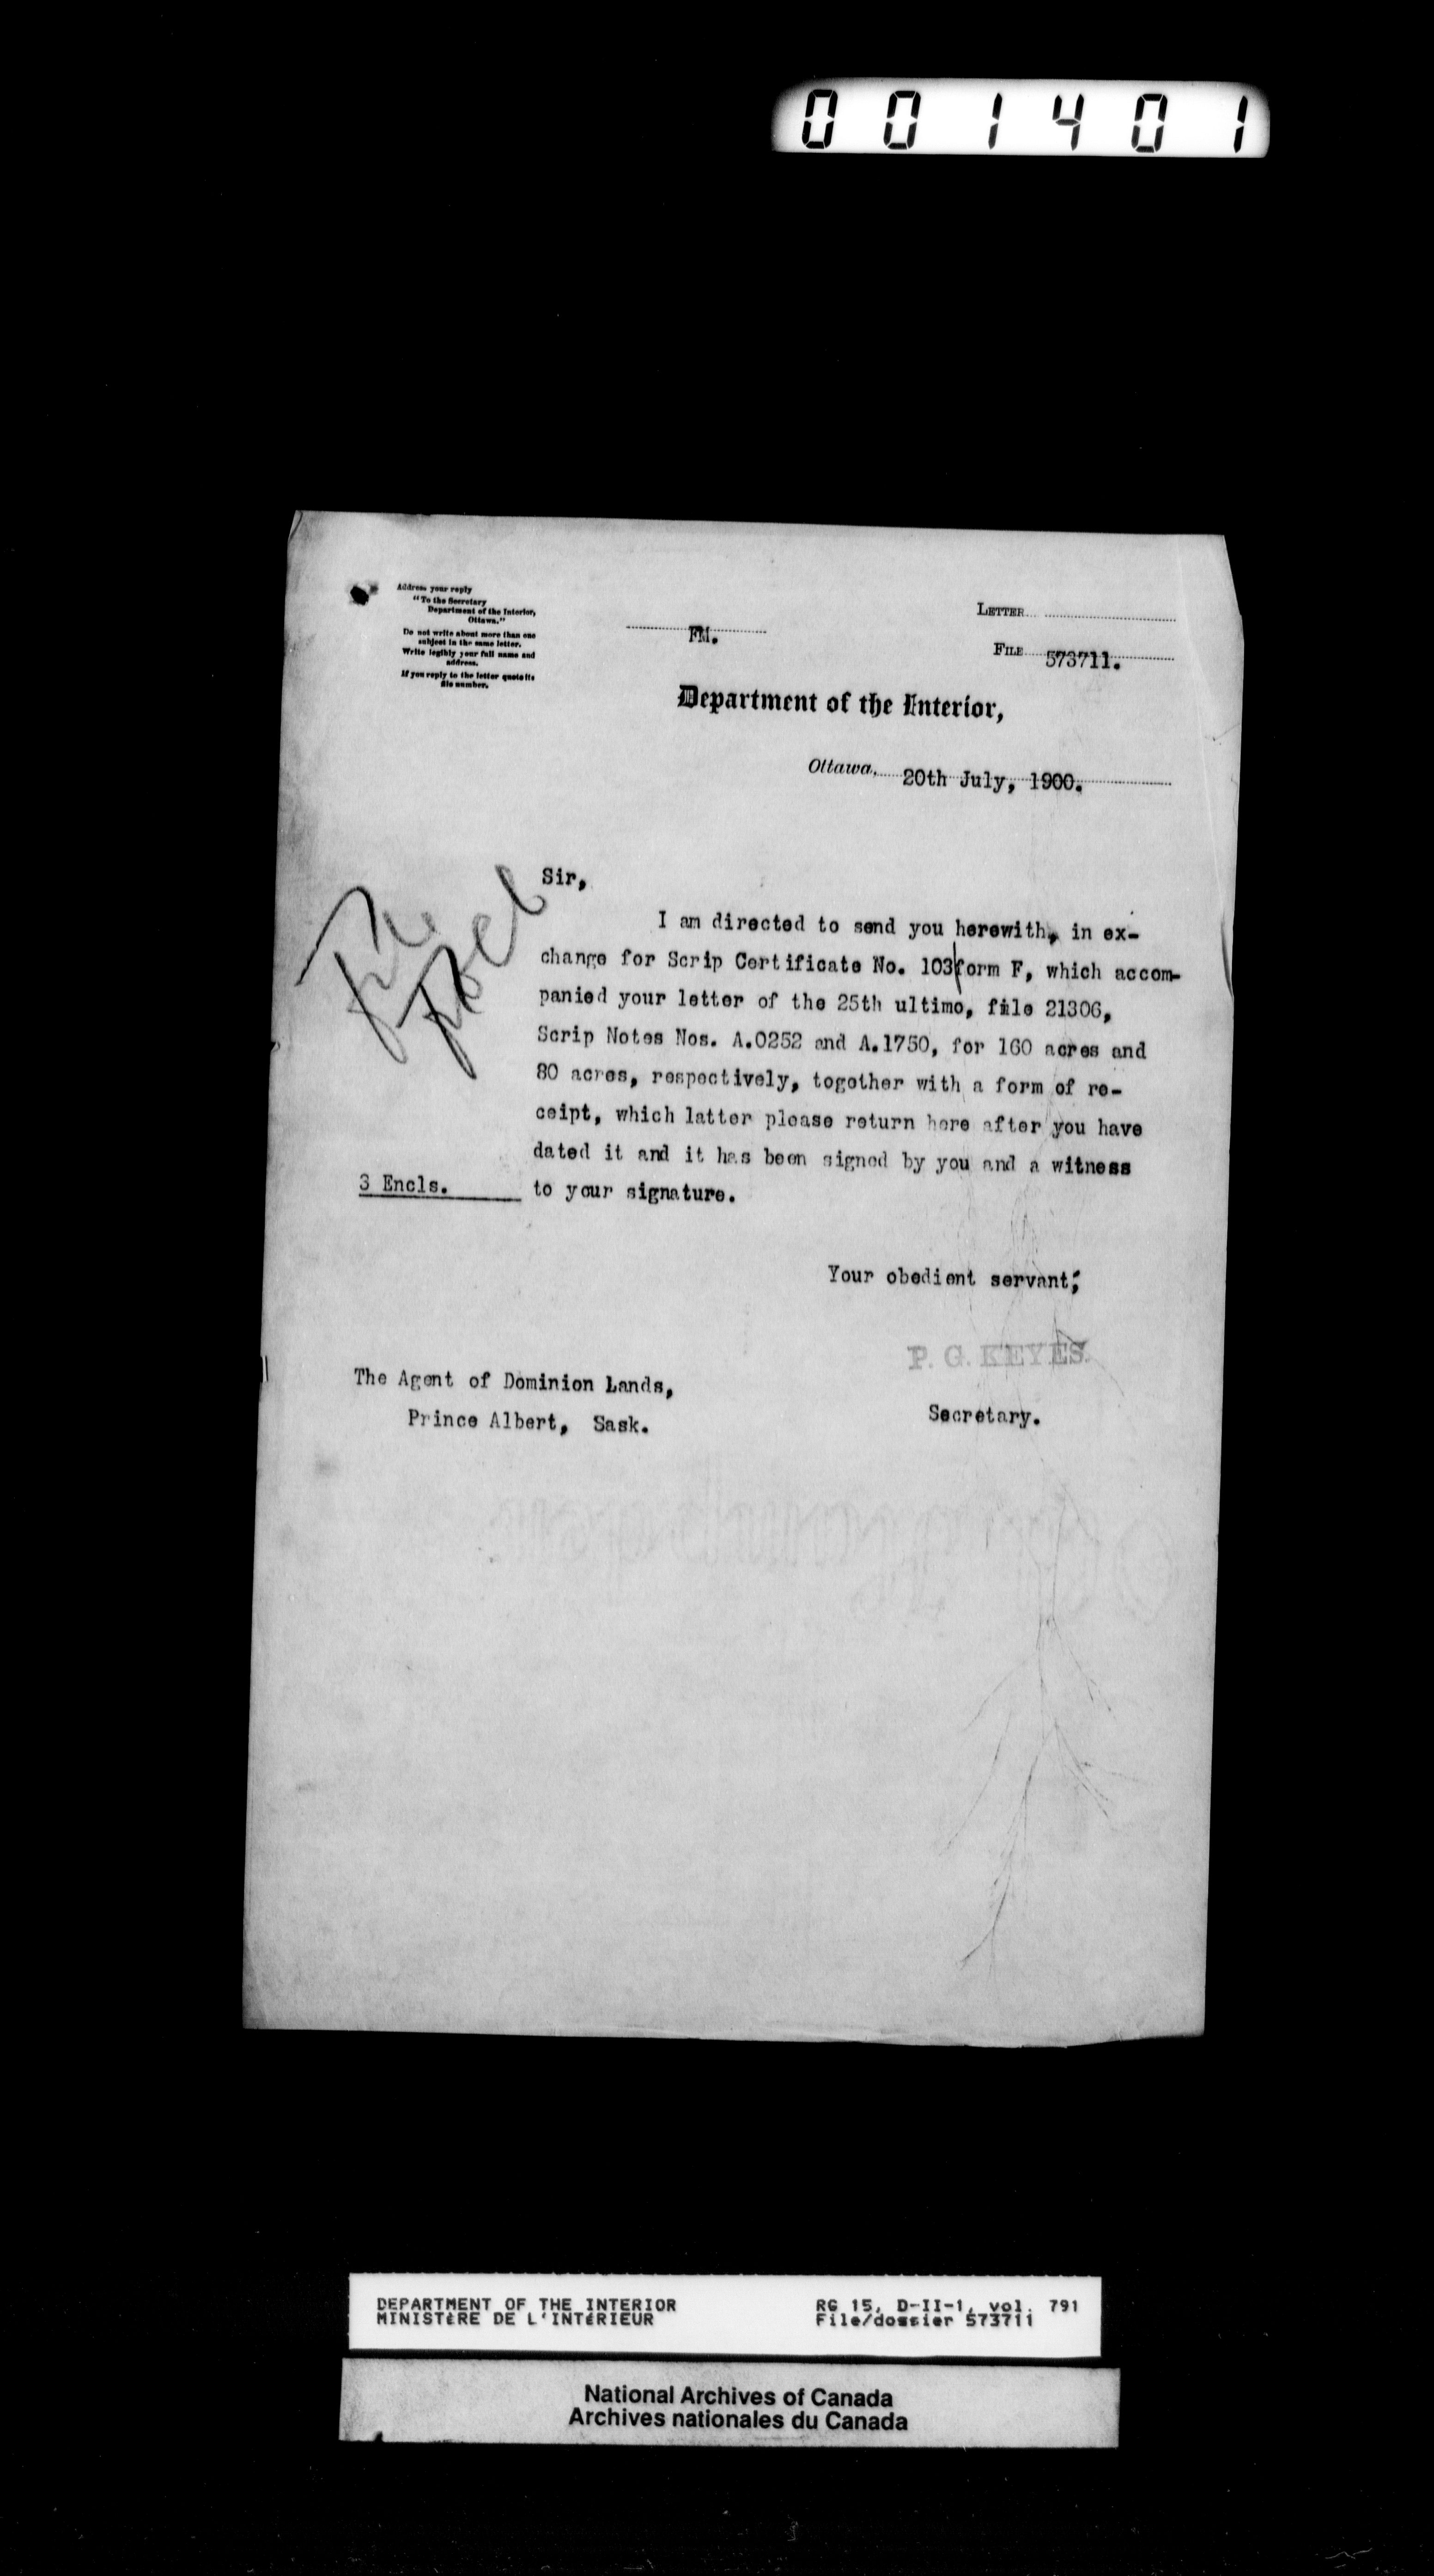 001401
Address your reply
"To the Secretary
Department of the Interior,
Ottawa."
Do not write about more than one
subject in the same letter.
Write legibly your full name and
address.
If you reply to the letter quote its
file number.
FM.
LETTER
FILE 573711.
Department of the Interior,
Ottawa, 20th July, 1900.
Sir,
I am directed to send you herewith, in ex-
change for Scrip Certificate No. 103 form F, which accom-
panied your letter of the 25th ultimo, file 21306,
Scrip Notes Nos. A.0252 and A.1750, for 160 acres and
80 acres, respectively, together with a form of re-
ceipt, which latter please return here after you have
dated it and it has been signed by you and a witness
3 Encls. to your signature.
Your obedient servant,
P. G. KEYES.
Secretary.
The Agent of Dominion Lands,
Prince Albert, Sask.
DEPARTMENT OF THE INTERIOR
MINISTÈRE DE L'INTÉRIEUR
RG 15, D-II-1, vol. 791
File/dossier 573711
National Archives of Canada
Archives nationales du Canada